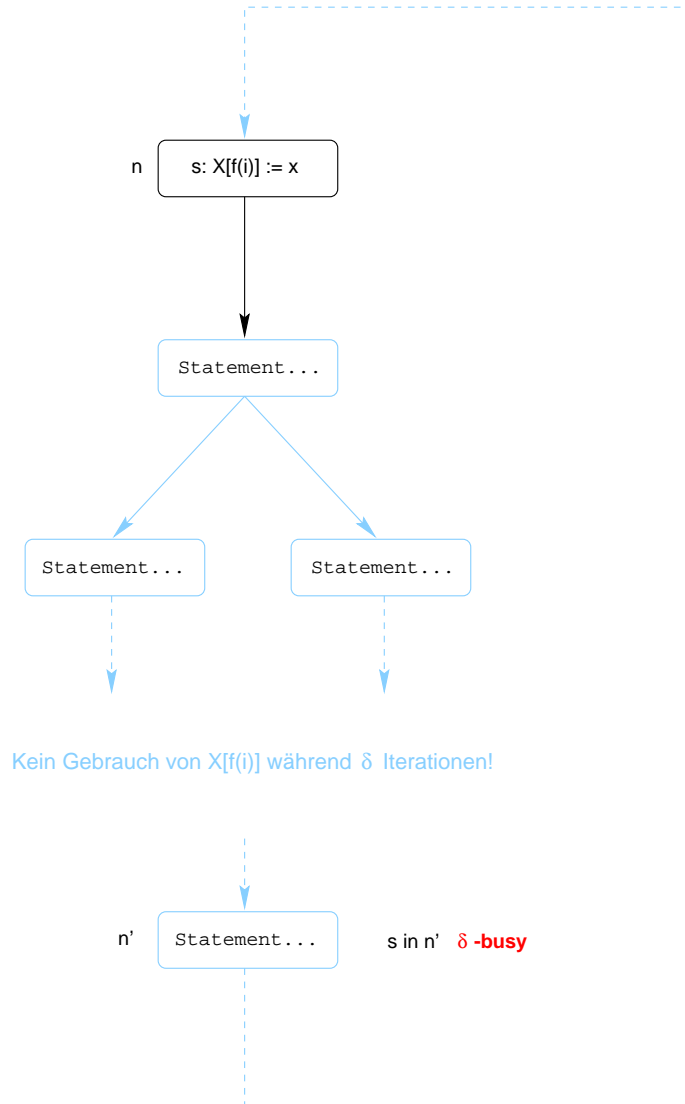 n
s: X[f(i)] := x
Statement...
Statement...
Statement...
Kein Gebrauch von X[f(i)] während δ Iterationen!
n'
Statement...
s in n' δ -busy